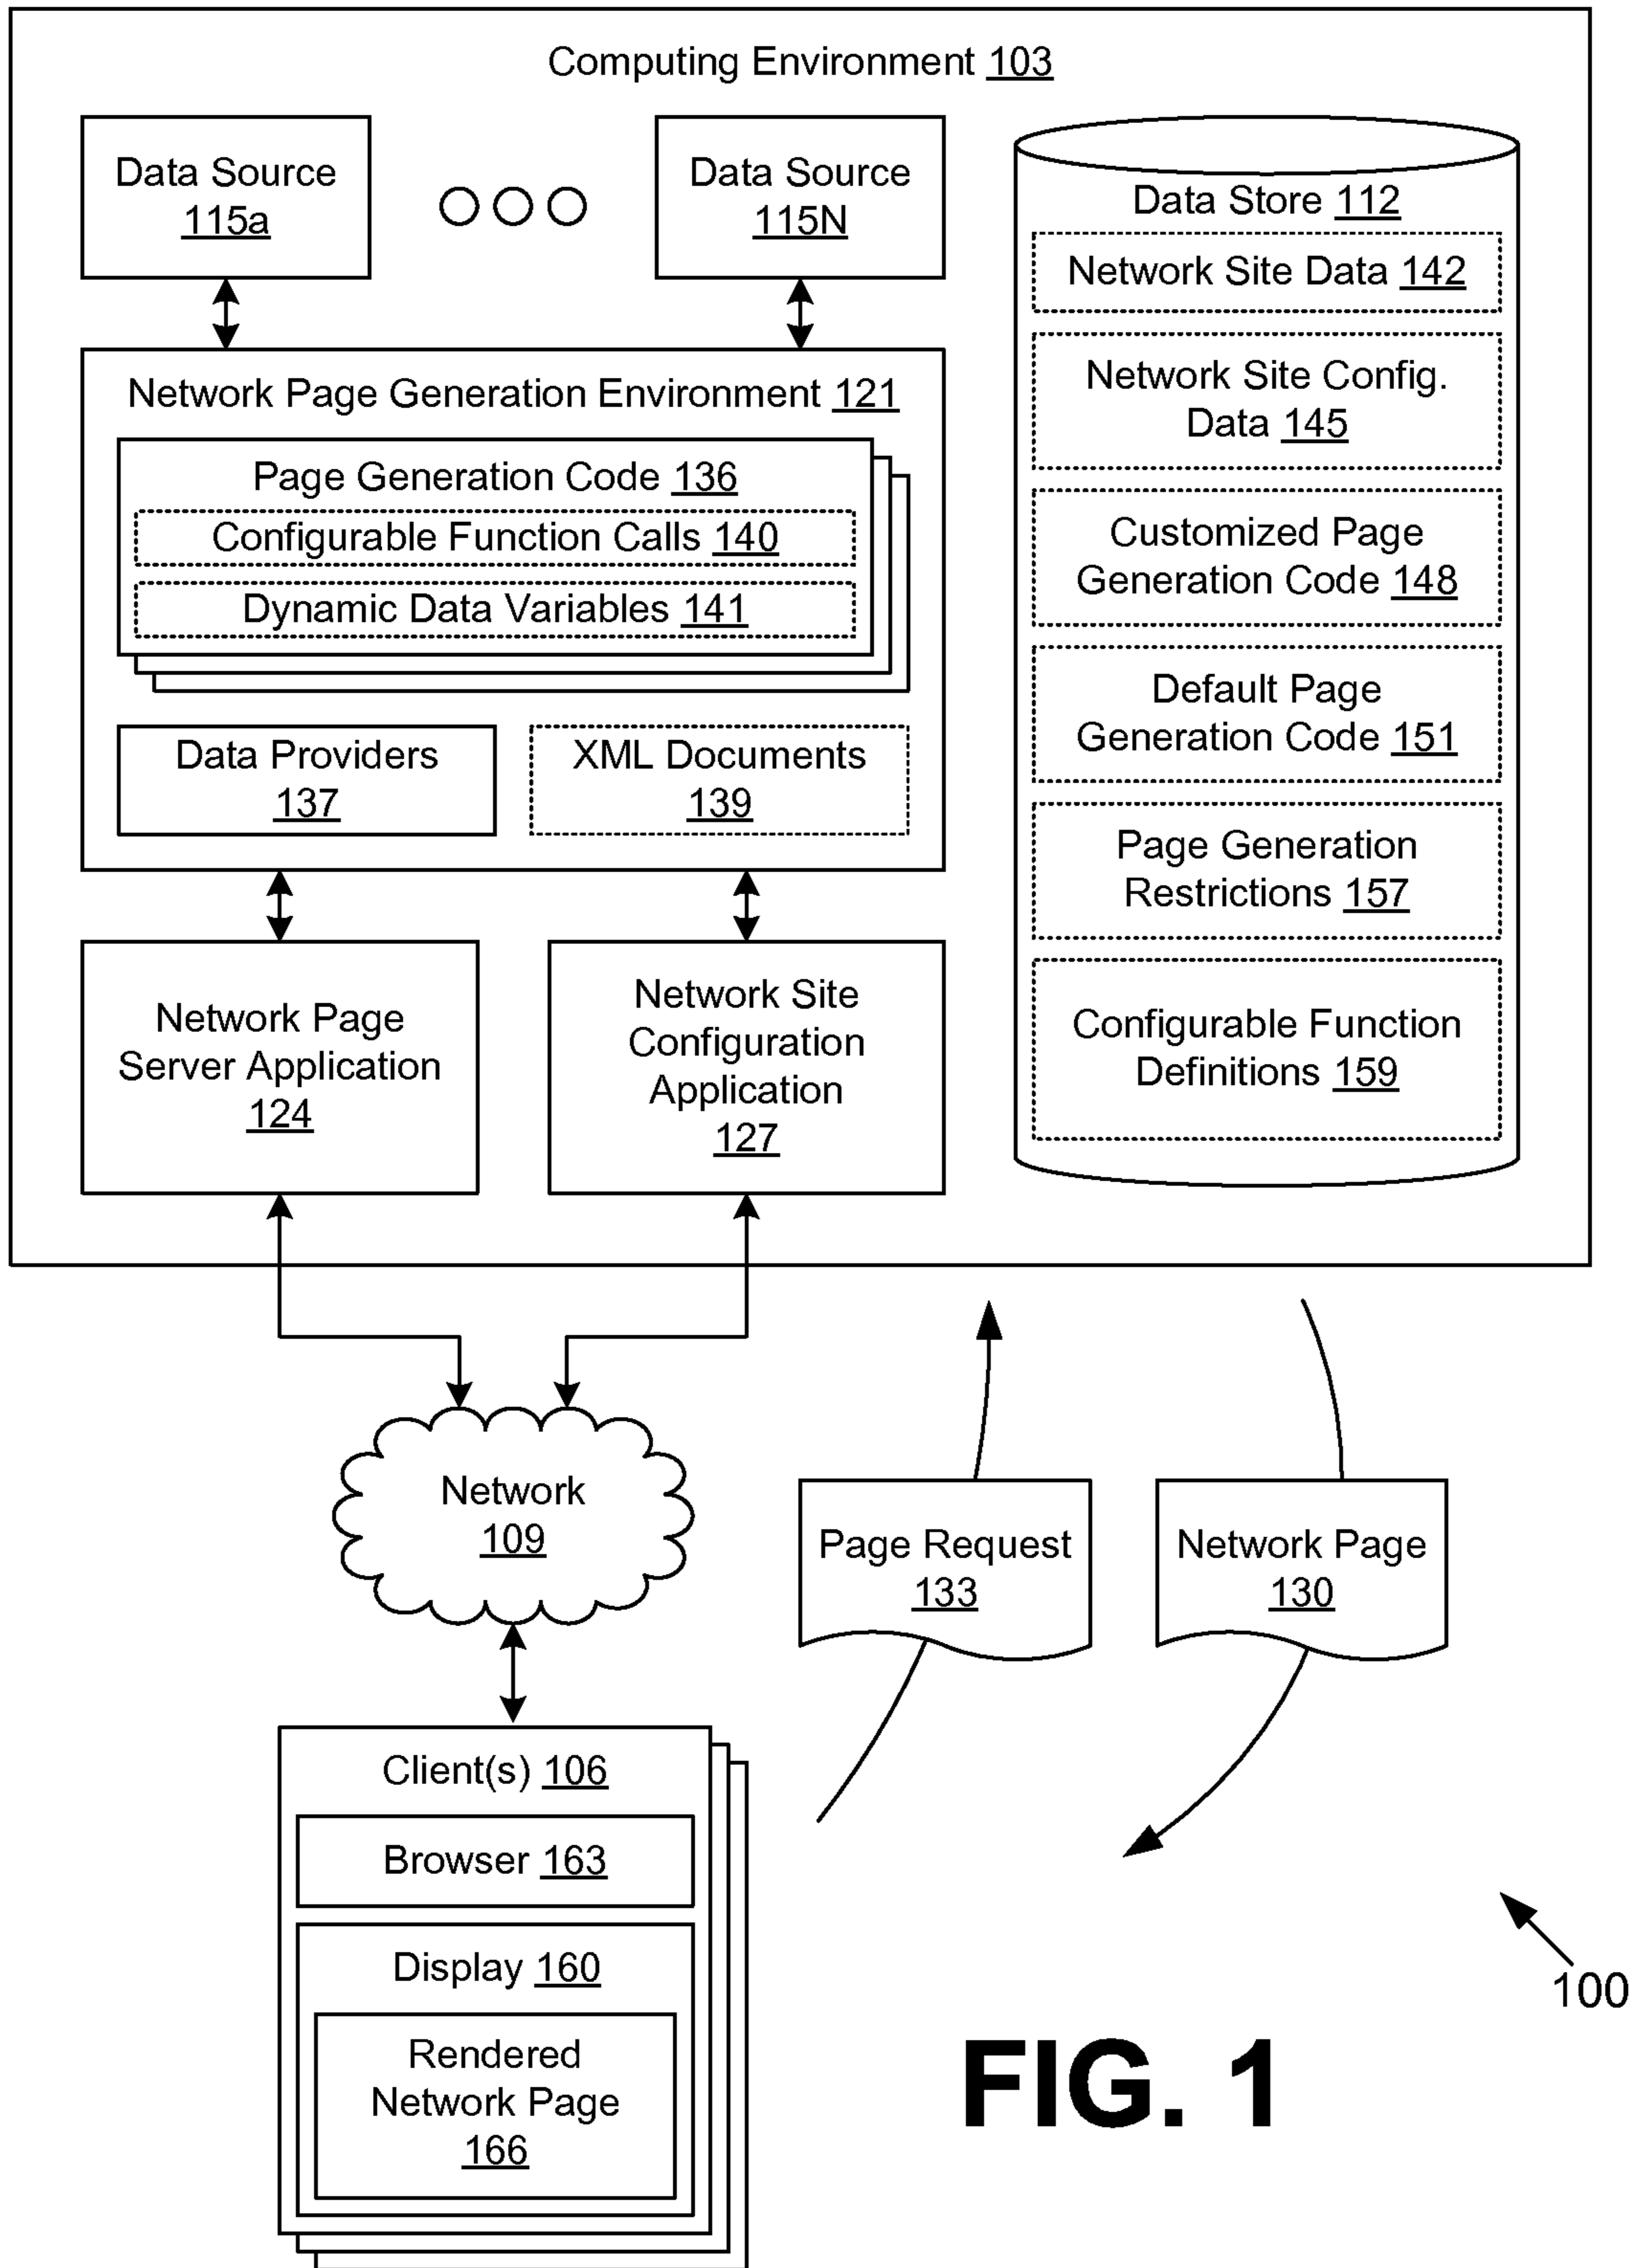 Computing Environment 103
Data Source
115a
Data Source
115N
Data Store 112
Network Site Data 142
Network Site Config.
Data 145
Customized Page
Generation Code 148
Default Page
Generation Code 151
Page Generation
Restrictions 157
Configurable Function
Definitions 159
Network Page Generation Environment 121
Page Generation Code 136
Configurable Function Calls 140
Dynamic Data Variables 141
Data Providers
137
XML Documents
139
Network Page
Server Application
124
Network Site
Configuration
Application
127
Network
109
Page Request
133
Network Page
130
Client(s) 106
Browser 163
Display 160
Rendered
Network Page
166
100
FIG. 1